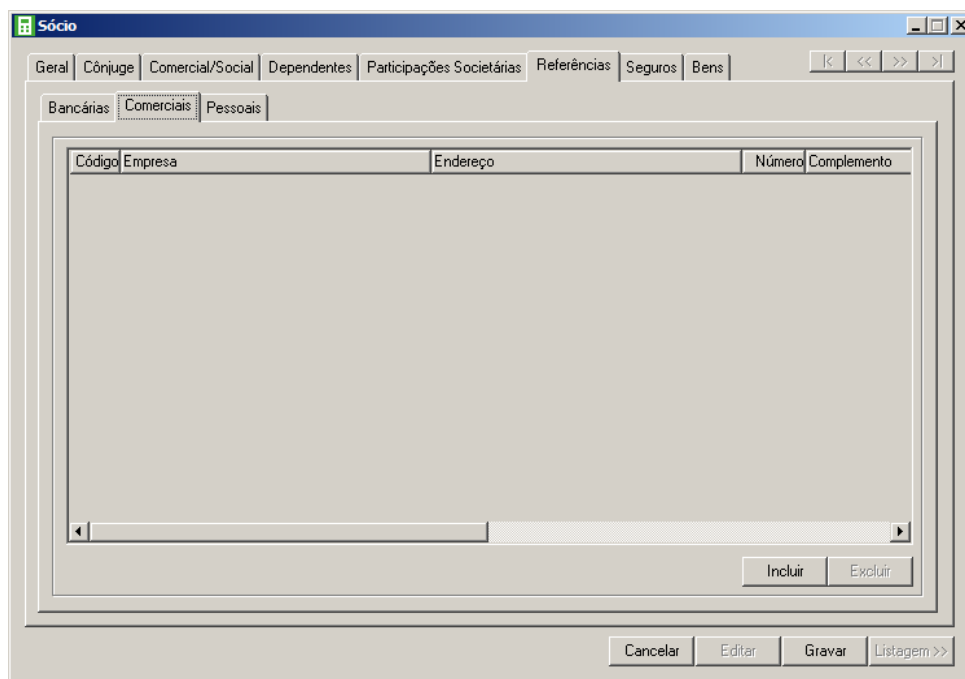 Sócio
Geral Cônjuge Comercial/Social Dependentes Participações Societárias Referências Seguros Bens |< << >> >|
Bancárias Comerciais Pessoais
Código Empresa Endereço Número Complemento
Incluir Excluir
Cancelar Editar Gravar Listagem >>